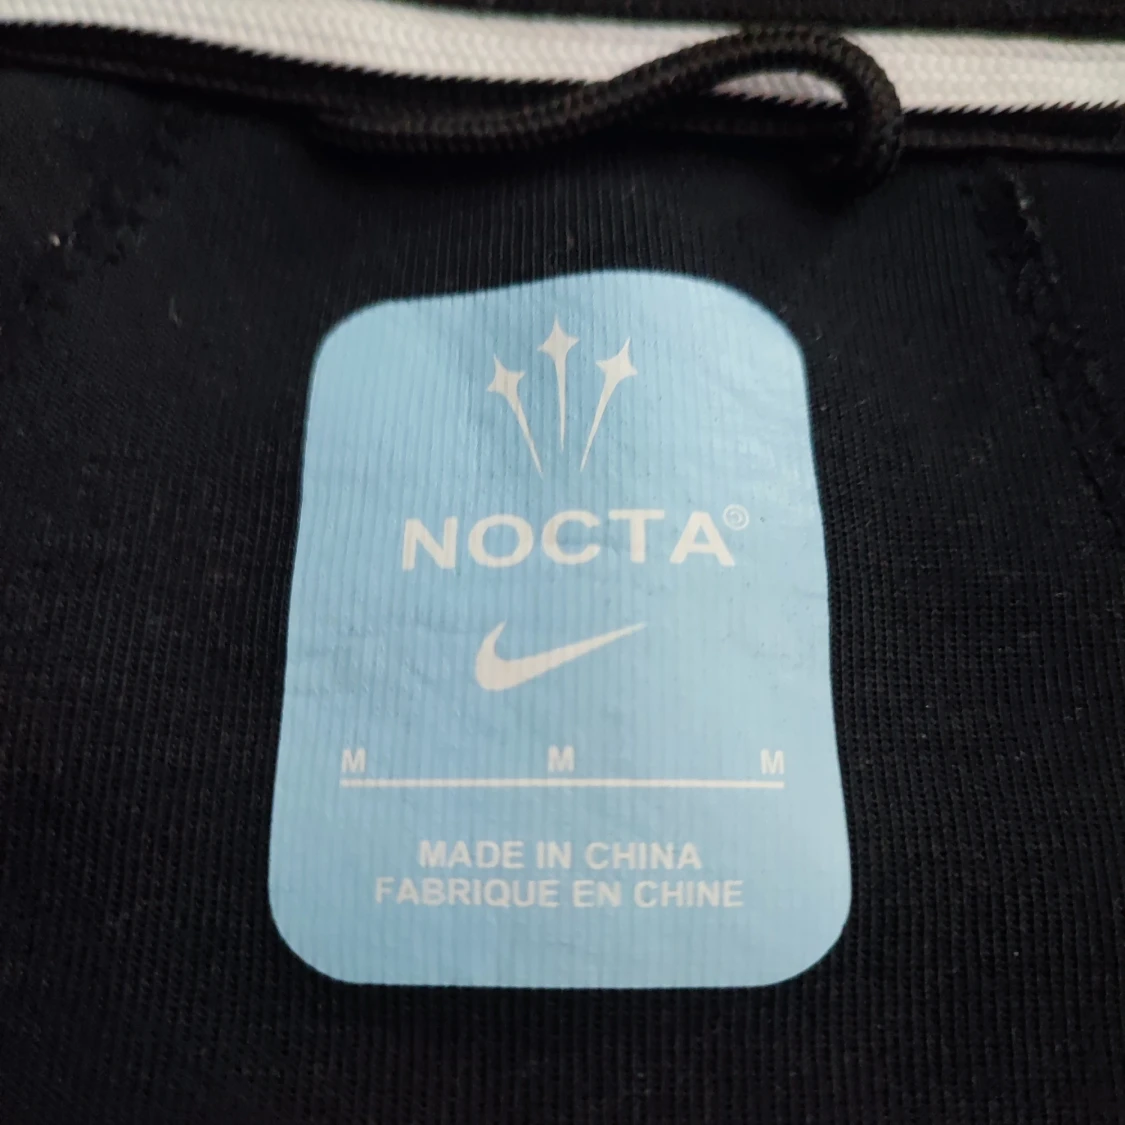 NOCTA©
M M M
MADE IN CHINA
FABRIQUE EN CHINE